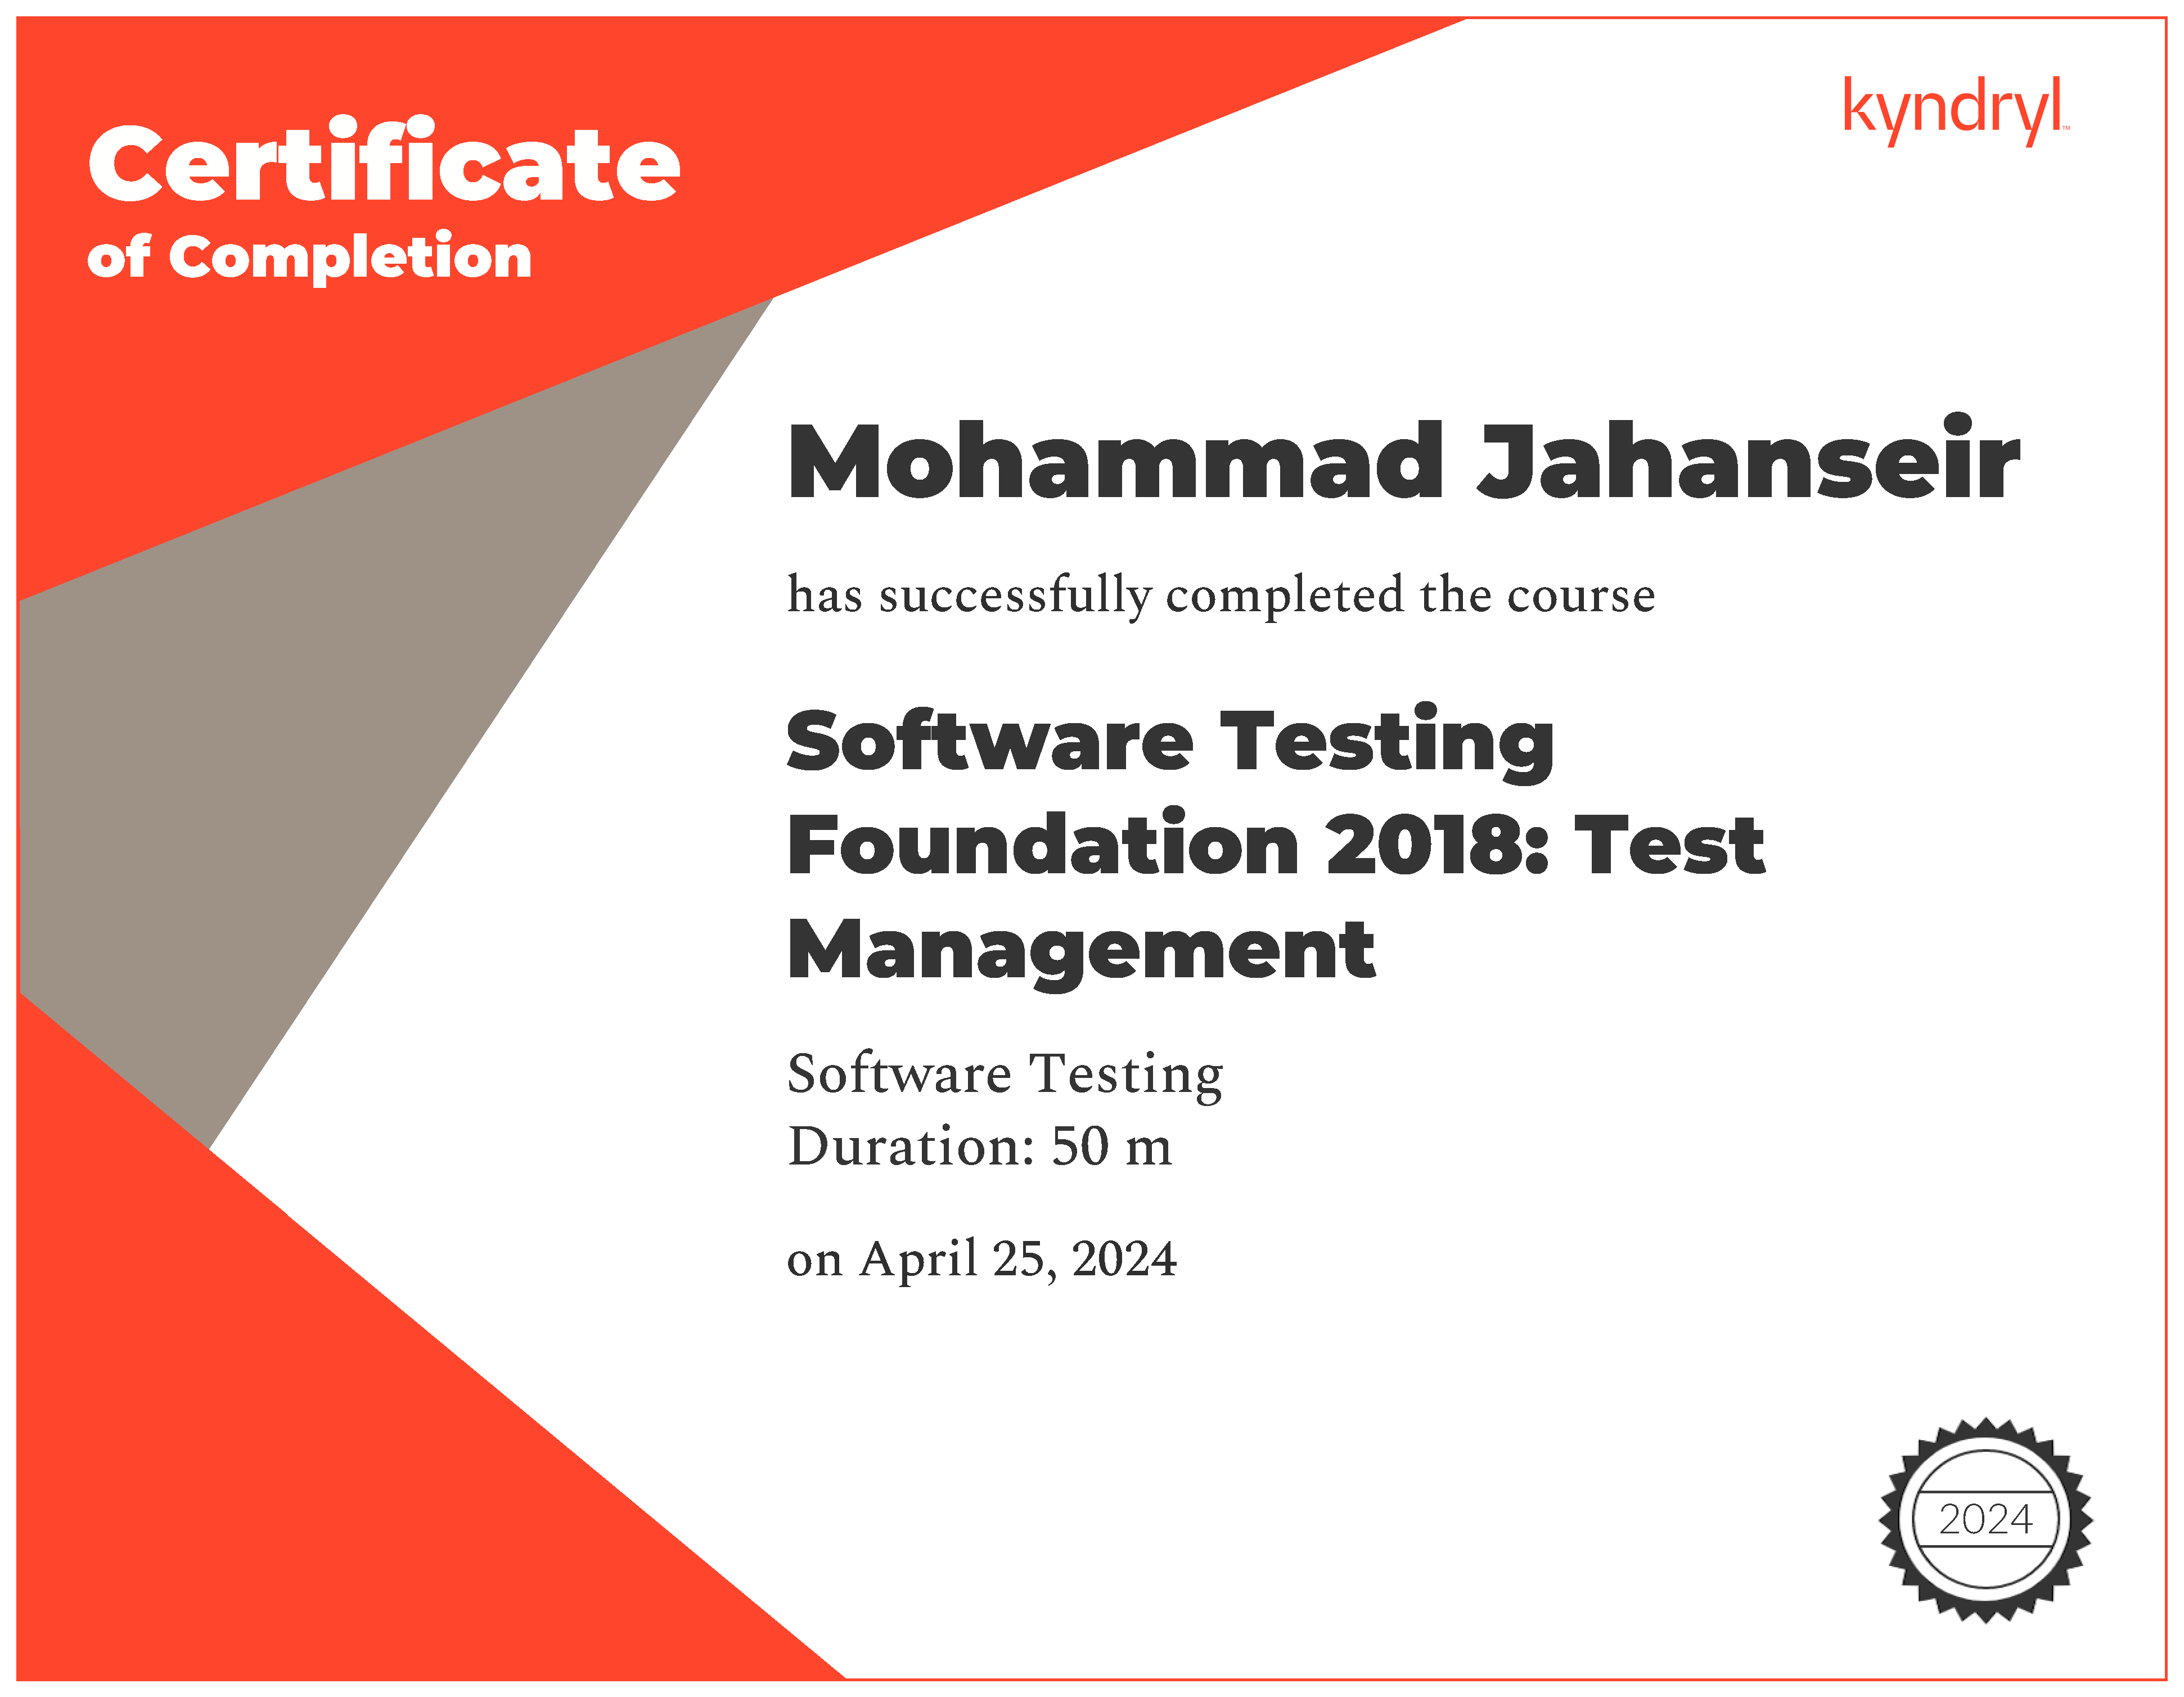 Certificate
of Completion
kyndryl™
Mohammad Jahanseir
has successfully completed the course
Software Testing
Foundation 2018: Test
Management
Software Testing
Duration: 50 m
on April 25, 2024
2024